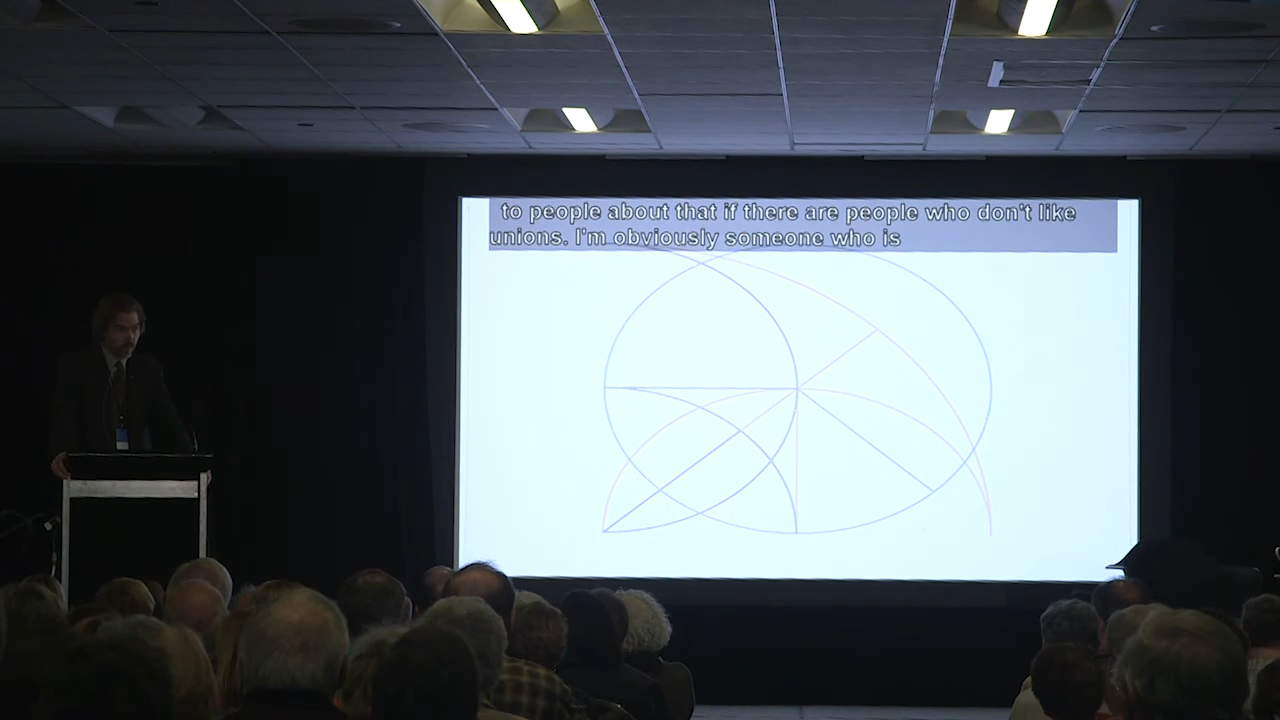 to people about that if there are people who don't like
unions. I'm obviously someone who is